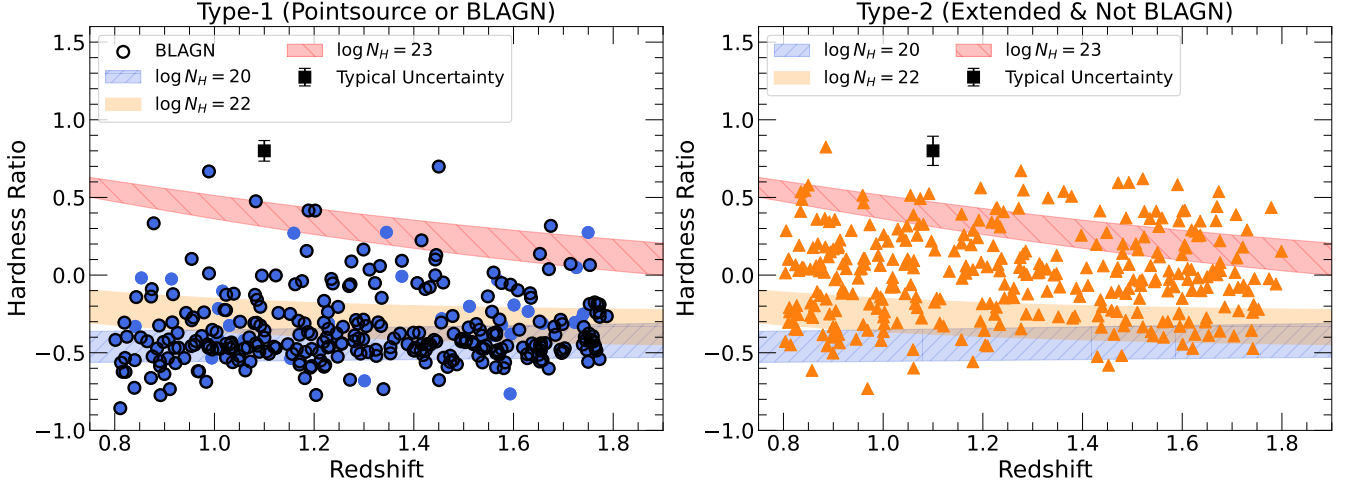 Type-1 (Pointsource or BLAGN)
BLAGN
log N_H = 20
log N_H = 22
log N_H = 23
Typical Uncertainty
Hardness Ratio
1.5
1.0
0.5
0.0
−0.5
−1.0
0.8 1.0 1.2 1.4 1.6 1.8
Redshift
Type-2 (Extended & Not BLAGN)
log N_H = 20
log N_H = 22
log N_H = 23
Typical Uncertainty
Hardness Ratio
1.5
1.0
0.5
0.0
−0.5
−1.0
0.8 1.0 1.2 1.4 1.6 1.8
Redshift